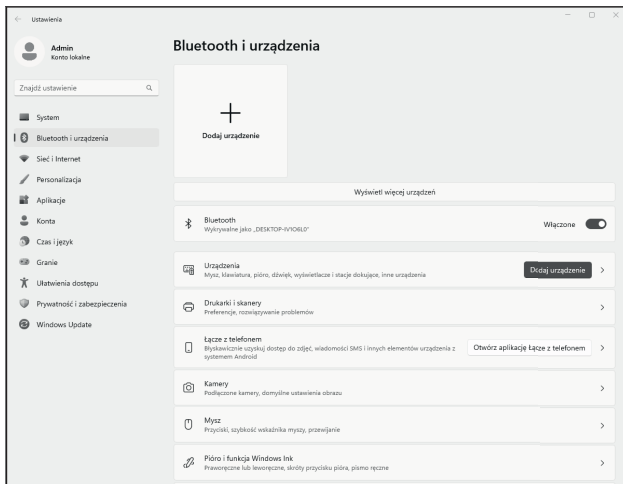 Ustawienia
Admin
Konto lokalne
Znajdź ustawienie
System
Bluetooth i urządzenia
Sieć i Internet
Personalizacja
Aplikacje
Konta
Czas i język
Granie
Ułatwienia dostępu
Prywatność i zabezpieczenia
Windows Update
Bluetooth i urządzenia
Dodaj urządzenie
Wyświetl więcej urządzeń
Bluetooth
Wykrywalne jako „DESKTOP-IV1O6L0”
Włączone
Urządzenia
Mysz, klawiatura, pióro, dźwięk, wyświetlacze i stacje dokujące, inne urządzenia
Dodaj urządzenie
Drukarki i skanery
Preferencje, rozwiązywanie problemów
Łącze z telefonem
Błyskawicznie uzyskuj dostęp do zdjęć, wiadomości SMS i innych elementów urządzenia z
systemem Android
Otwórz aplikację Łącze z telefonem
Kamery
Podłączone kamery, domyślne ustawienia obrazu
Mysz
Przyciski, szybkość wskaźnika myszy, przewijanie
Pióro i funkcja Windows Ink
Praworęczne lub leworęczne, skróty przycisku pióra, pismo ręczne